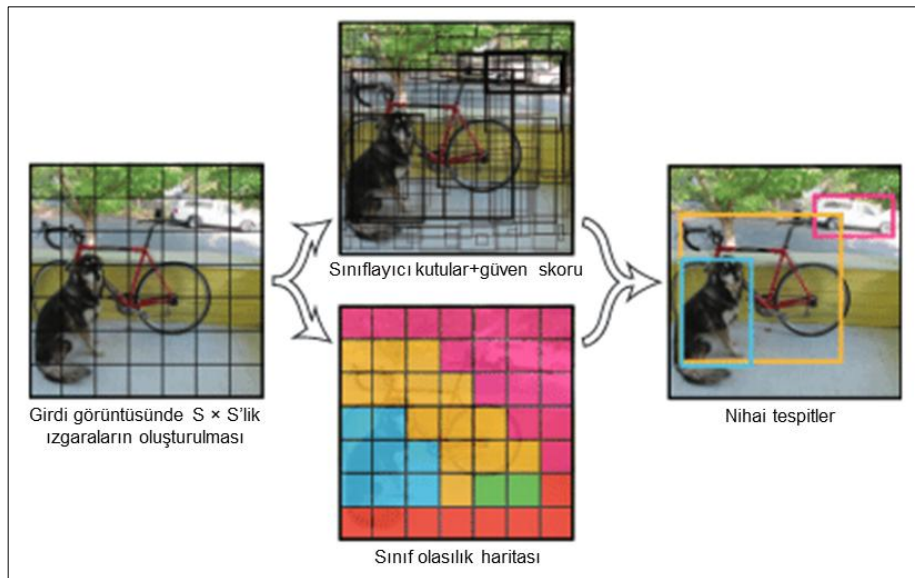 Sınıflayıcı kutular+güven skoru
Girdi görüntüsünde S × S’lik
ızgaraların oluşturulması
Nihai tespitler
Sınıf olasılık haritası